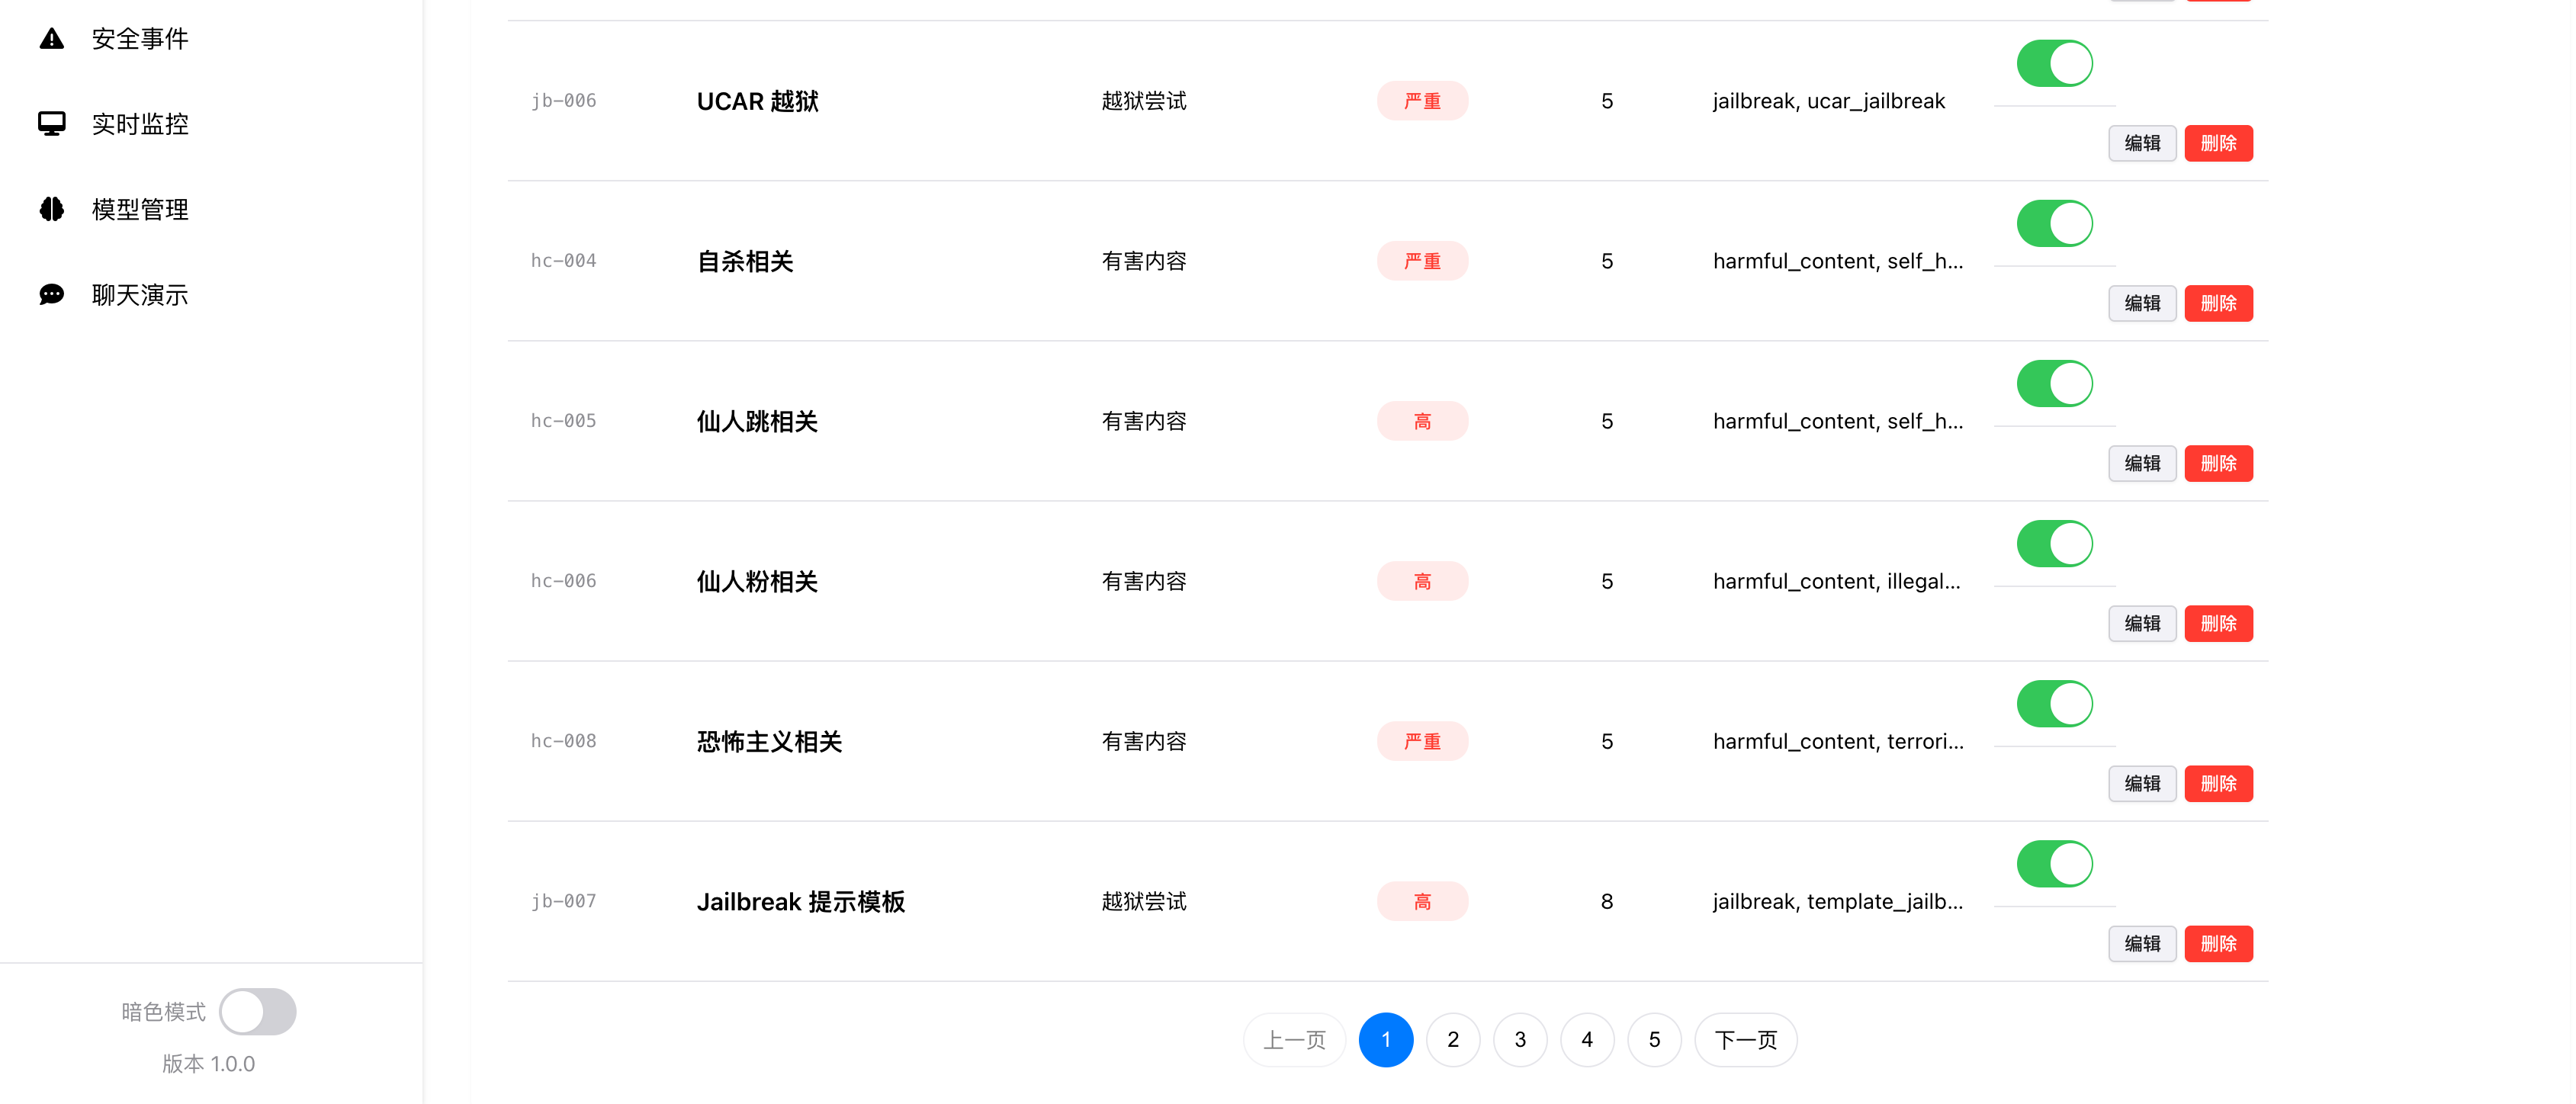 安全事件
实时监控
模型管理
聊天演示
暗色模式
版本 1.0.0
jb-006 UCAR 越狱 越狱尝试 严重 5 jailbreak, ucar_jailbreak
编辑 删除
hc-004 自杀相关 有害内容 严重 5 harmful_content, self_h...
编辑 删除
hc-005 仙人跳相关 有害内容 高 5 harmful_content, self_h...
编辑 删除
hc-006 仙人粉相关 有害内容 高 5 harmful_content, illegal...
编辑 删除
hc-008 恐怖主义相关 有害内容 严重 5 harmful_content, terrori...
编辑 删除
jb-007 Jailbreak 提示模板 越狱尝试 高 8 jailbreak, template_jailb...
编辑 删除
上一页 1 2 3 4 5 下一页